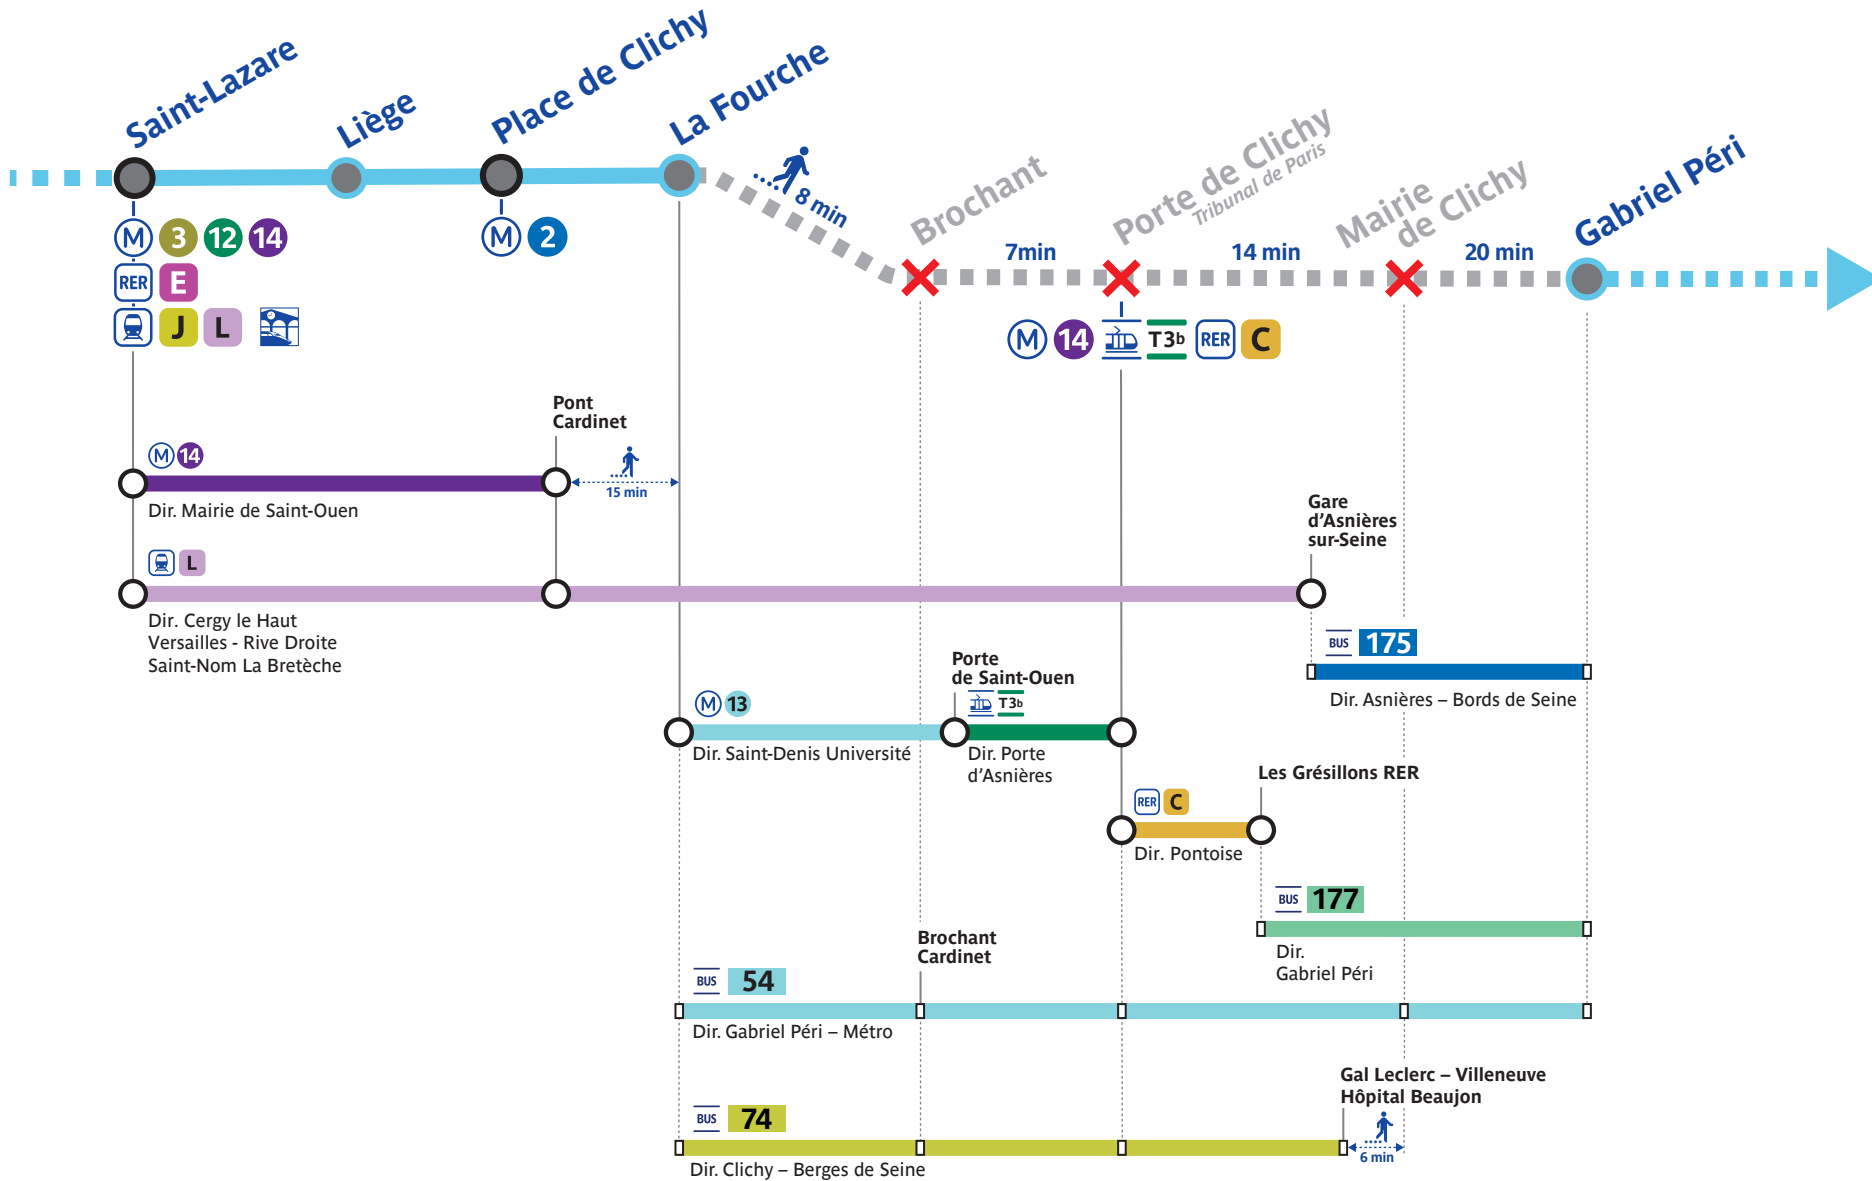 Saint-Lazare
Liège
Place de Clichy
La Fourche
8 min
Brochant
7min
Porte de Clichy
Tribunal de Paris
14 min
Mairie
de Clichy
20 min
Gabriel Péri
M 3 12 14
RER E
J L
M 2
M 14 T3b RER C
Pont
Cardinet
M 14
15 min
Dir. Mairie de Saint-Ouen
Gare
d'Asnières
sur-Seine
L
Dir. Cergy le Haut
Versailles - Rive Droite
Saint-Nom La Bretèche
BUS 175
Dir. Asnières – Bords de Seine
Porte
de Saint-Ouen
M 13
T3b
Dir. Saint-Denis Université
Dir. Porte
d'Asnières
Les Grésillons RER
RER C
Dir. Pontoise
BUS 177
Dir.
Gabriel Péri
Brochant
Cardinet
BUS 54
Dir. Gabriel Péri – Métro
Gal Leclerc – Villeneuve
Hôpital Beaujon
BUS 74
6 min
Dir. Clichy – Berges de Seine